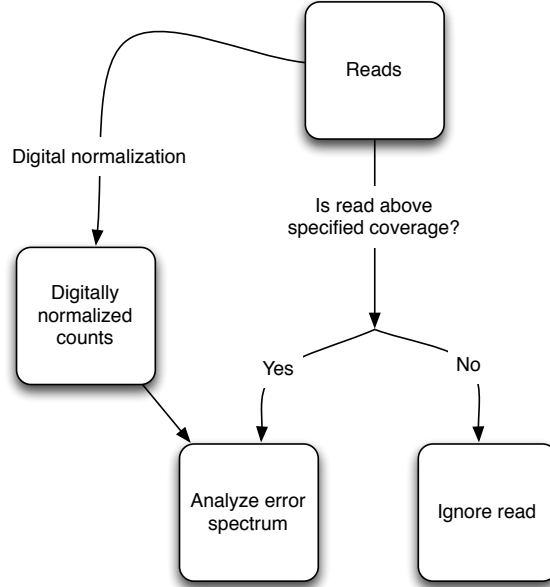 Reads
Digital normalization
Is read above
specified coverage?
Digitally
normalized
counts
Yes
No
Analyze error
spectrum
Ignore read